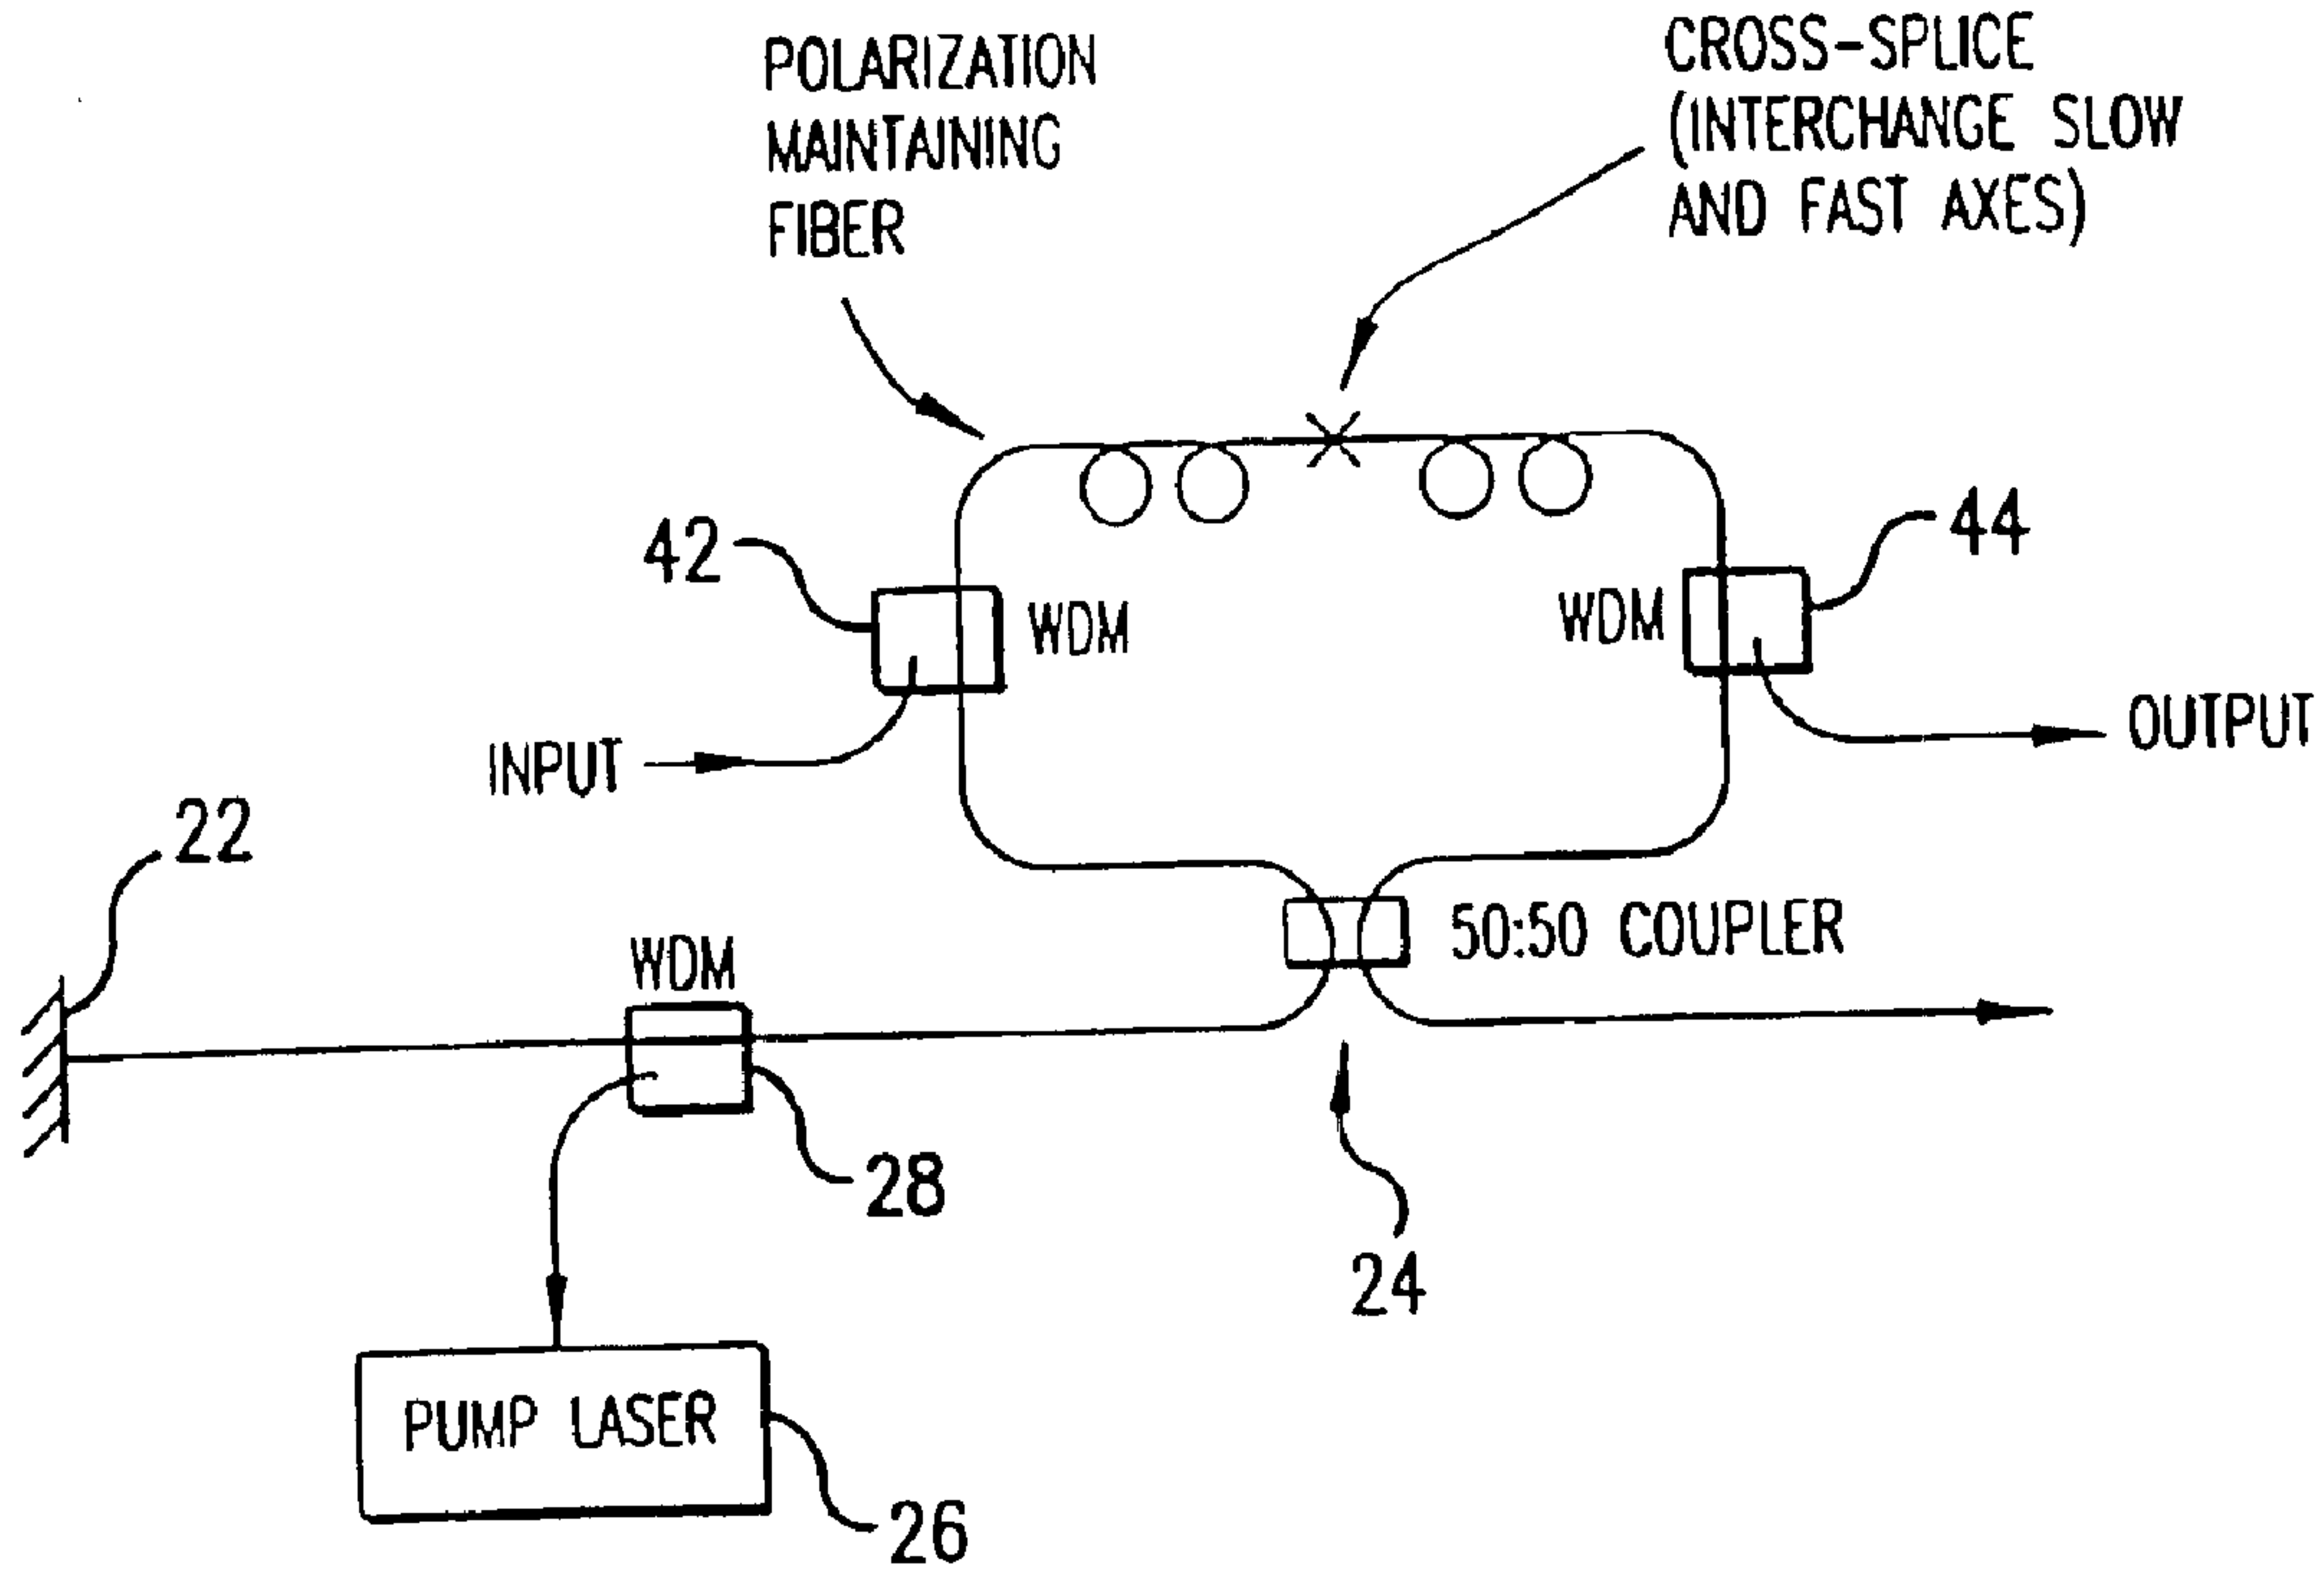 POLARIZATION
MAINTAINING
FIBER
CROSS-SPLICE
(INTERCHANGE SLOW
AND FAST AXES)
42
WDM
WDM
44
INPUT
OUTPUT
22
WDM
50:50 COUPLER
28
24
PUMP LASER
26